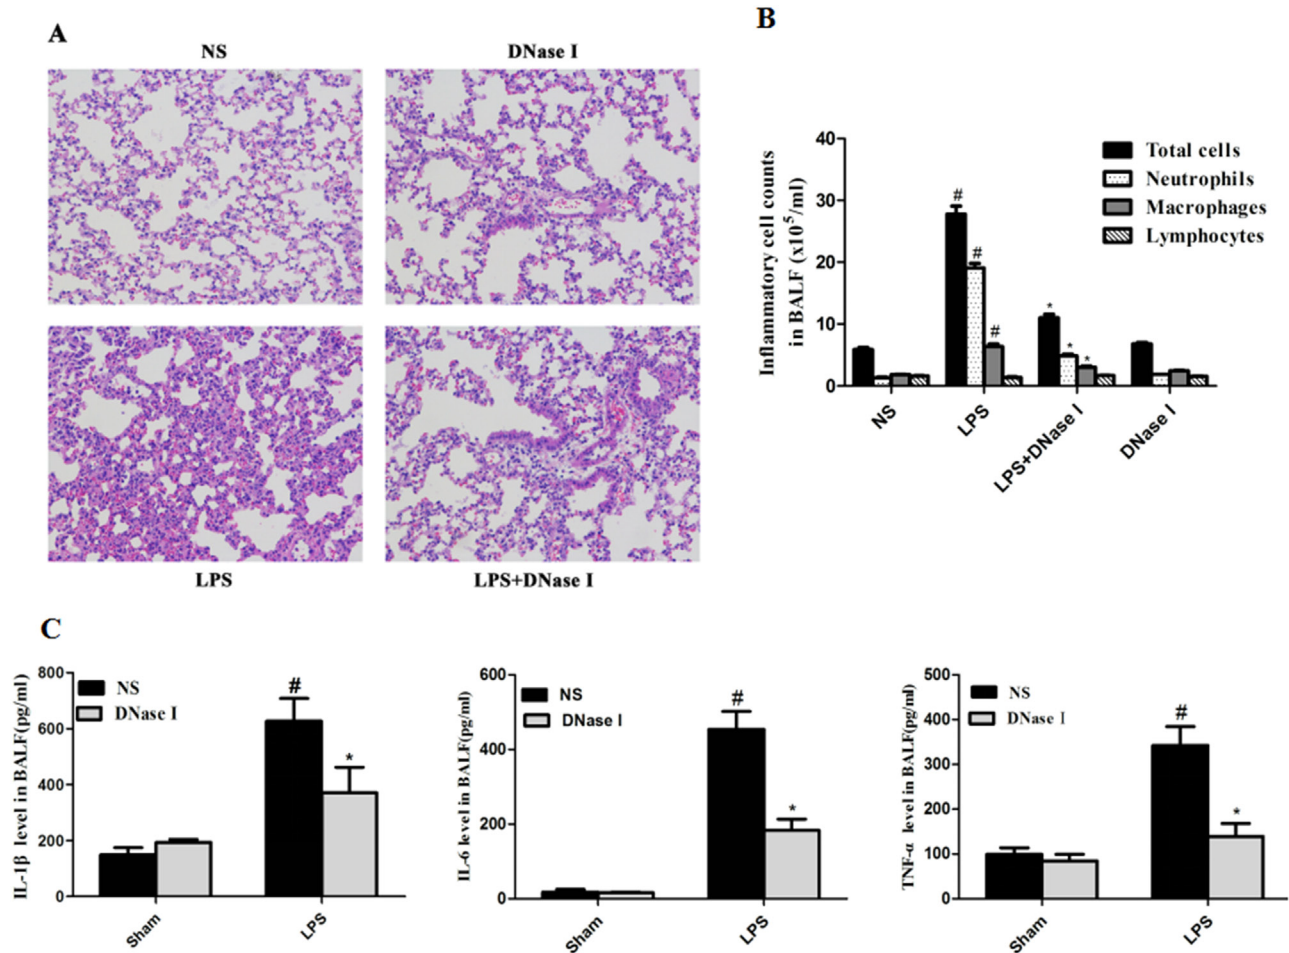 A
NS
DNase I
LPS
LPS+DNase I
B
Inflammatory cell counts
in BALF (x10⁵/ml)
40
30
20
10
0
#
#
#
*
*
*
Total cells
Neutrophils
Macrophages
Lymphocytes
NS
LPS
LPS+DNase I
DNase I
C
IL-1β level in BALF(pg/ml)
800
600
400
200
0
NS
DNase I
#
*
Sham
LPS
IL-6 level in BALF(pg/ml)
600
400
200
0
NS
DNase I
#
*
Sham
LPS
TNF-α level in BALF(pg/ml)
500
400
300
200
100
0
NS
DNase I
#
*
Sham
LPS